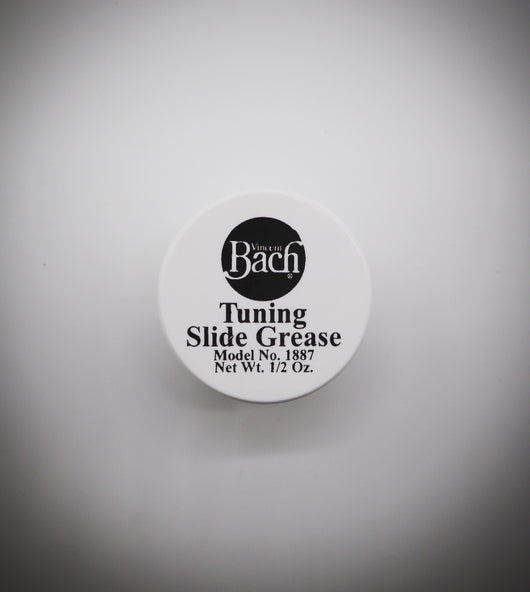 Vincent
Bach
®
Tuning
Slide Grease
Model No. 1887
Net Wt. 1/2 Oz.